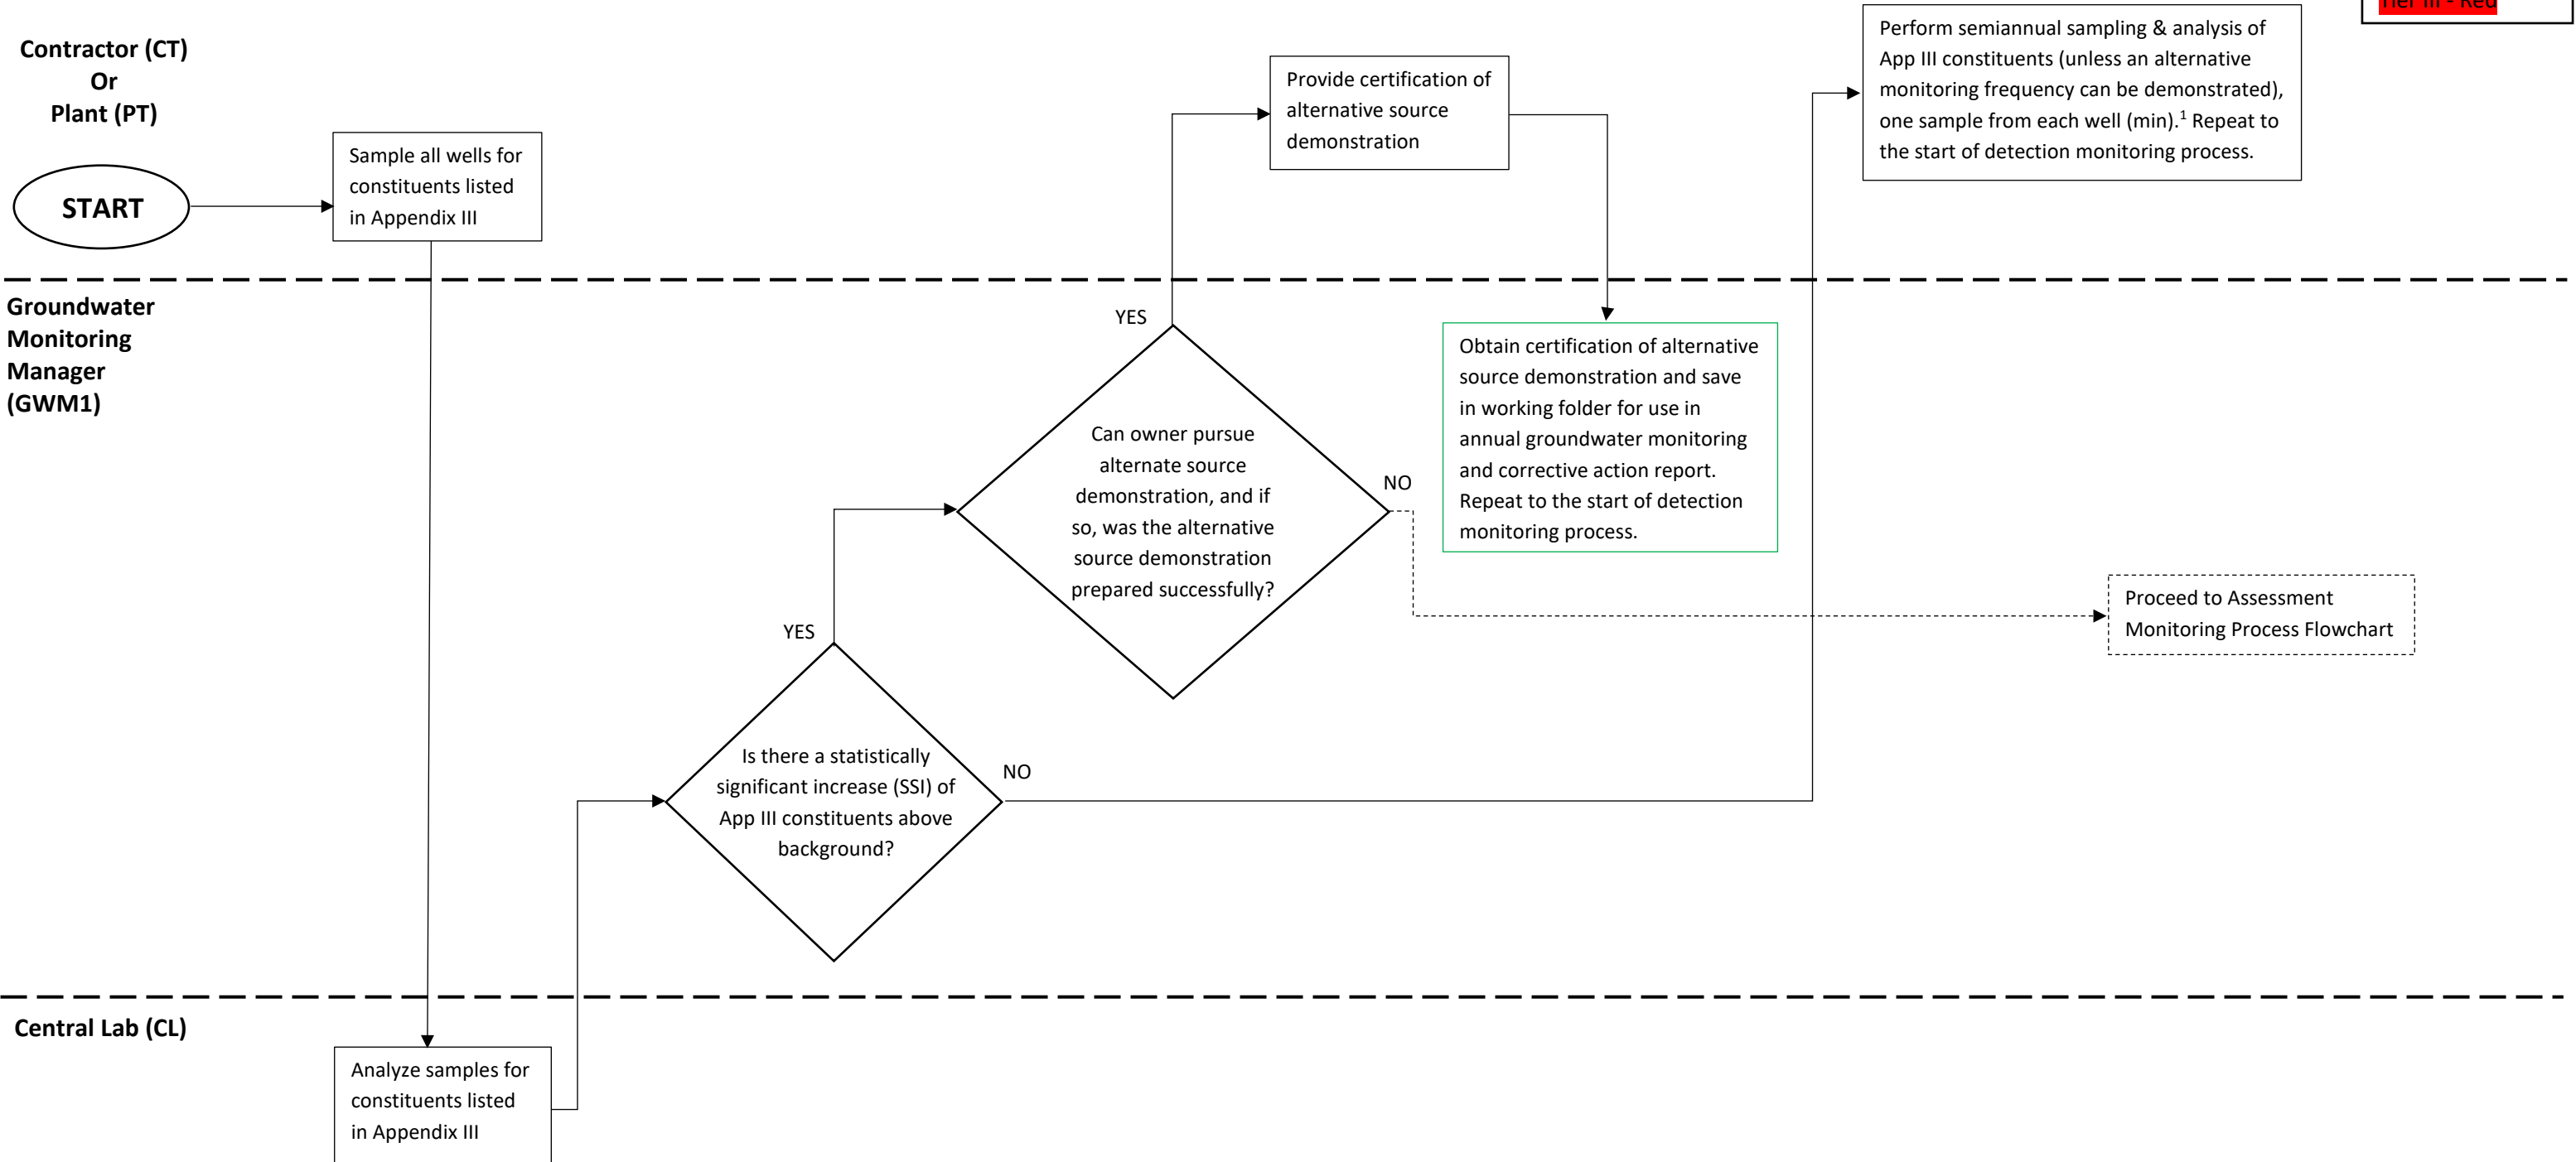 Tier III - Red
Contractor (CT)
Or
Plant (PT)
START
Sample all wells for
constituents listed
in Appendix III
Provide certification of
alternative source
demonstration
Perform semiannual sampling & analysis of
App III constituents (unless an alternative
monitoring frequency can be demonstrated),
one sample from each well (min).¹ Repeat to
the start of detection monitoring process.
Groundwater
Monitoring
Manager
(GWM1)
YES
Can owner pursue
alternate source
demonstration, and if
so, was the alternative
source demonstration
prepared successfully?
NO
Obtain certification of alternative
source demonstration and save
in working folder for use in
annual groundwater monitoring
and corrective action report.
Repeat to the start of detection
monitoring process.
Proceed to Assessment
Monitoring Process Flowchart
YES
Is there a statistically
significant increase (SSI) of
App III constituents above
background?
NO
Central Lab (CL)
Analyze samples for
constituents listed
in Appendix III